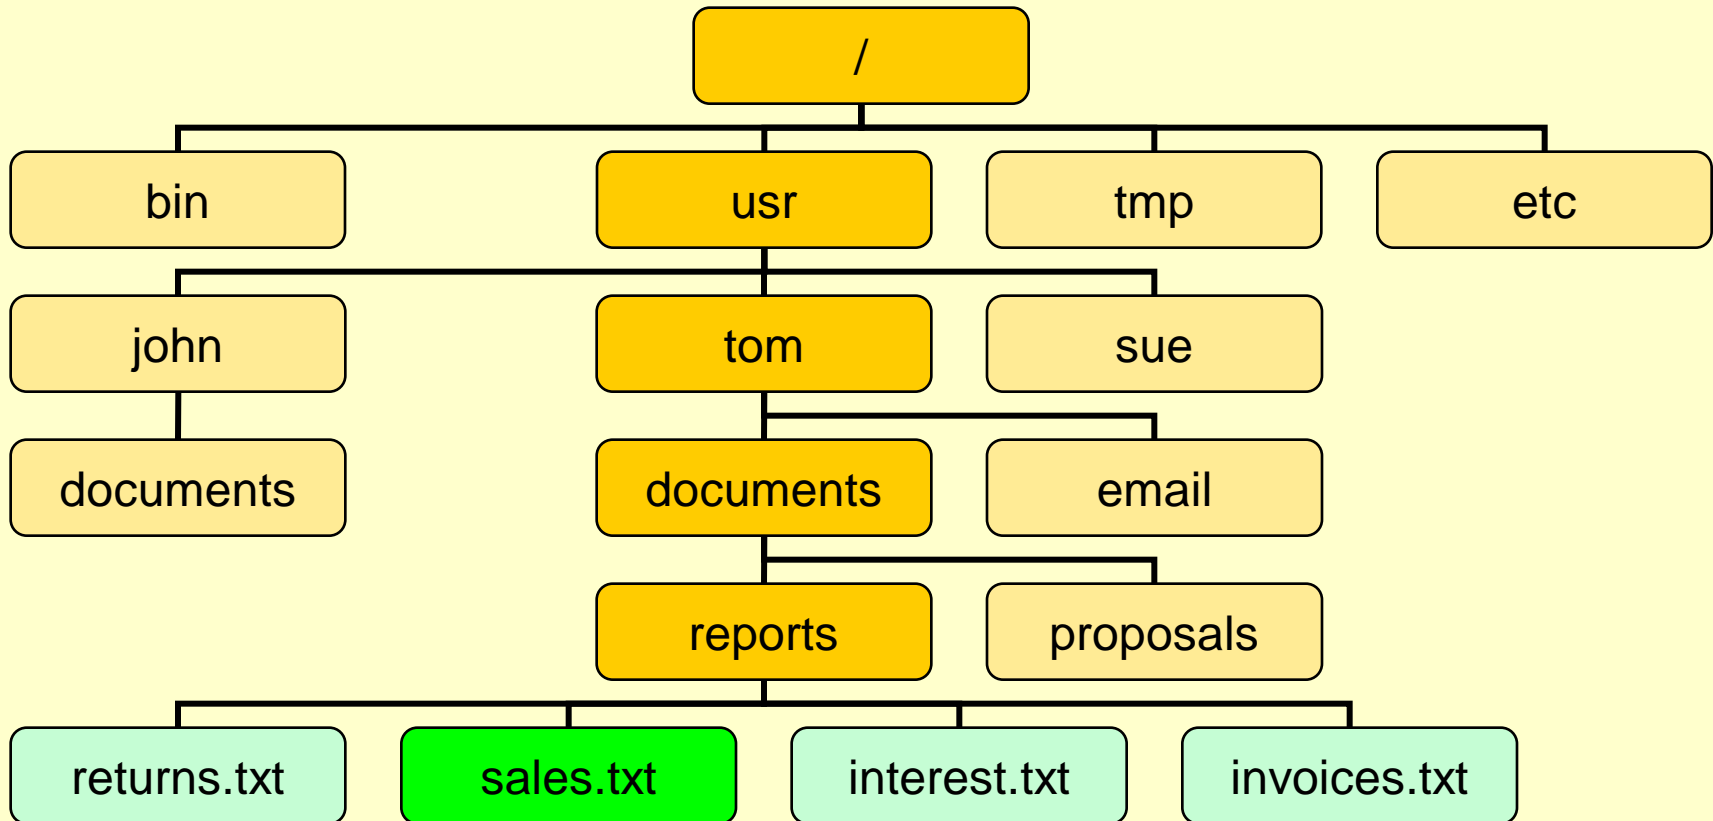 /
bin usr tmp etc
john tom sue
documents documents email
reports proposals
returns.txt sales.txt interest.txt invoices.txt